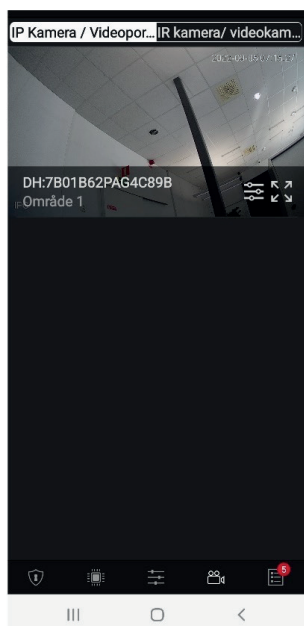 IP Kamera / Videopor...
IR kamera/ videokam...
DH:7B01B62PAG4C89B
Område 1
5